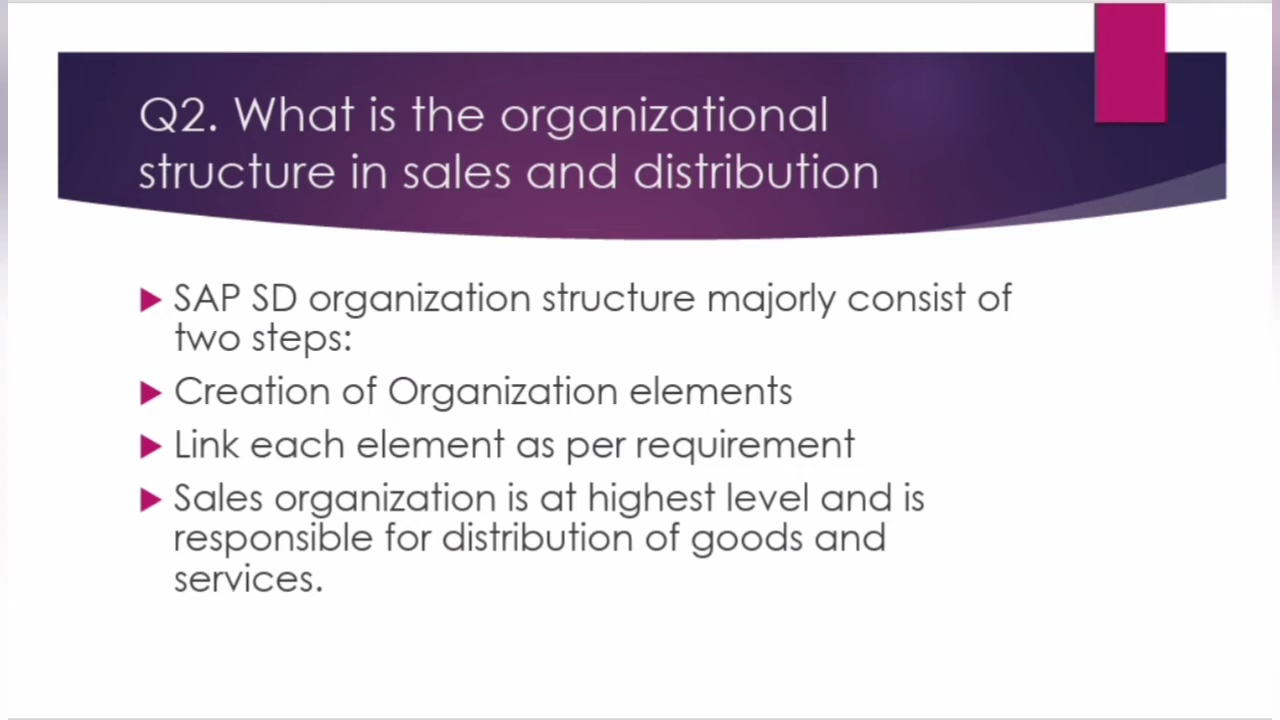 Q2. What is the organizational
structure in sales and distribution
SAP SD organization structure majorly consist of
two steps:
Creation of Organization elements
Link each element as per requirement
Sales organization is at highest level and is
responsible for distribution of goods and
services.